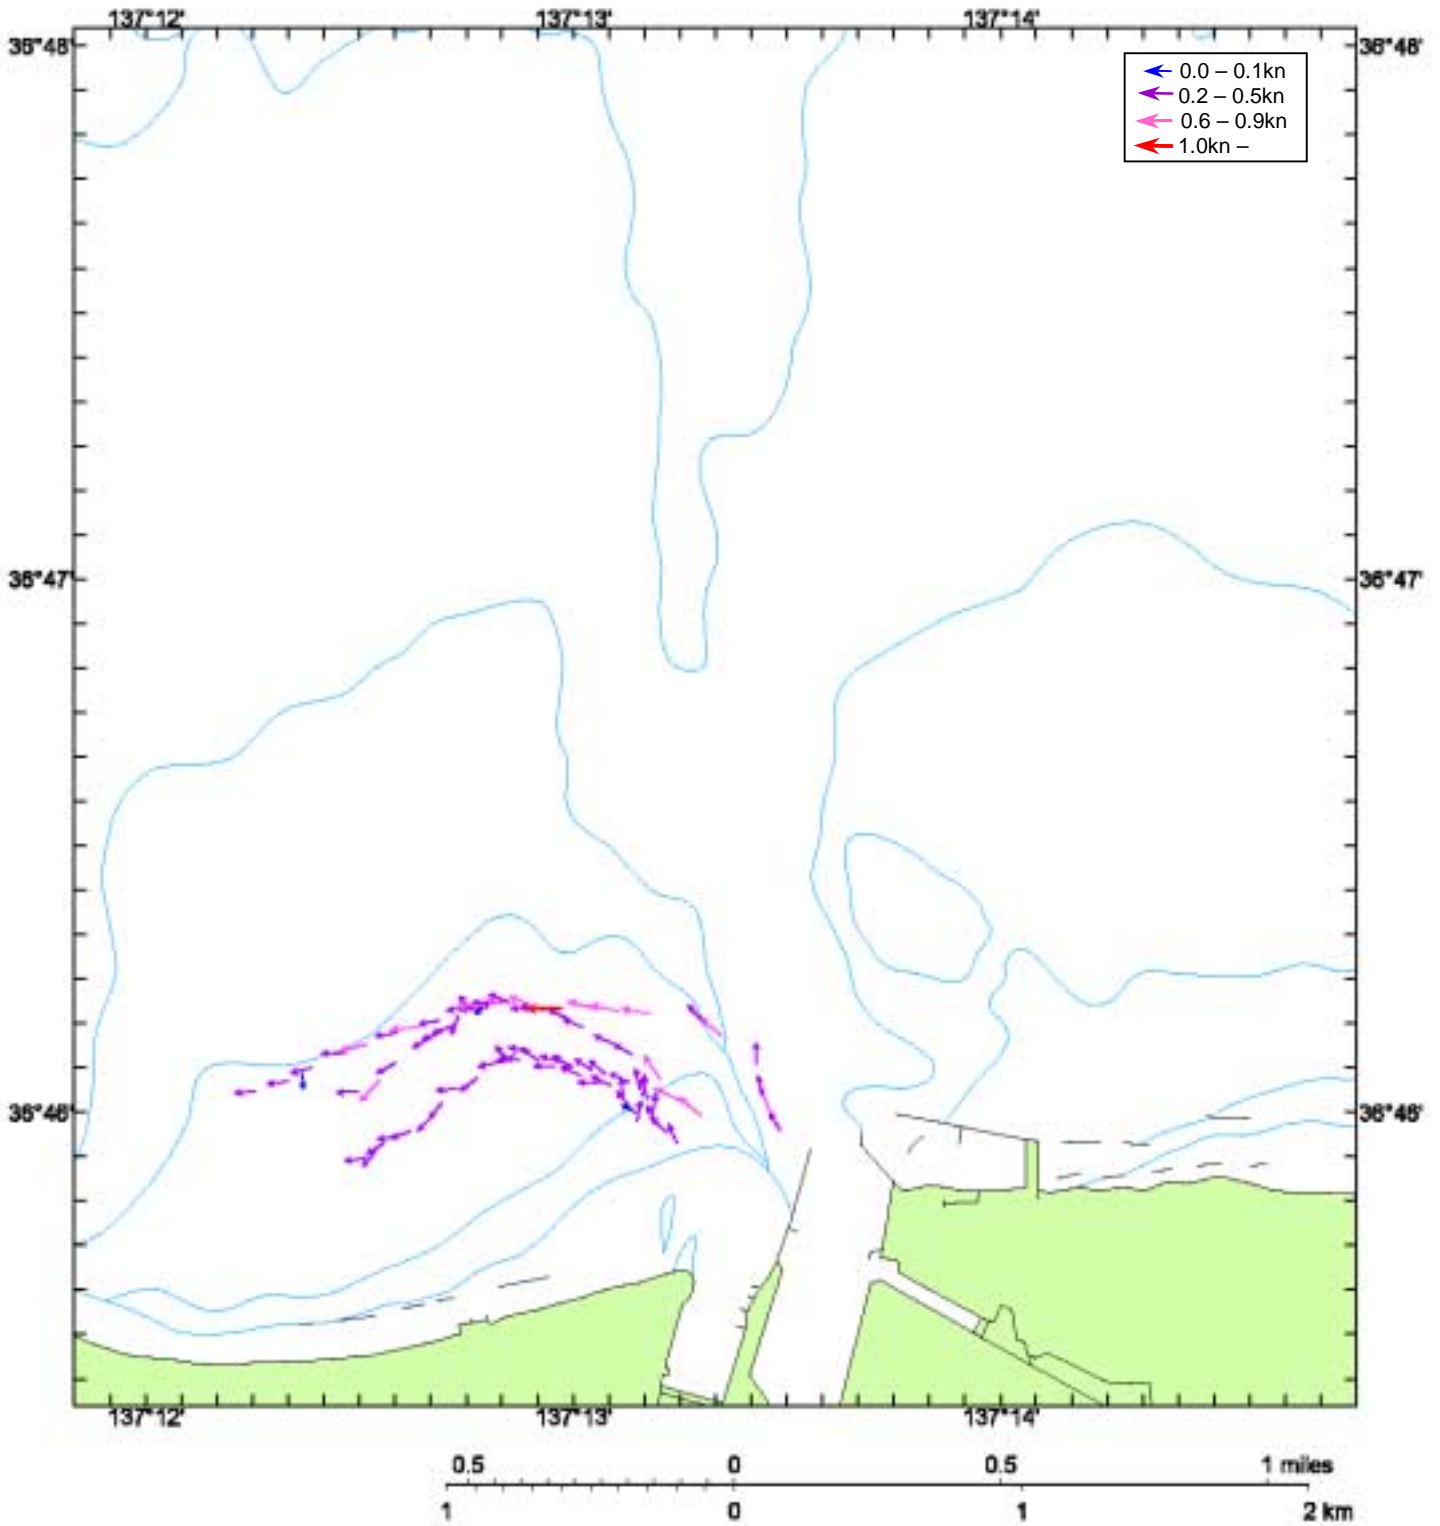 137°12' 137°13' 137°14'
36°48' 36°48'
0.0 – 0.1kn
0.2 – 0.5kn
0.6 – 0.9kn
1.0kn –
36°47' 36°47'
36°46' 36°46'
137°12' 137°13' 137°14'
0.5 0 0.5 1 miles
1 0 1 2 km